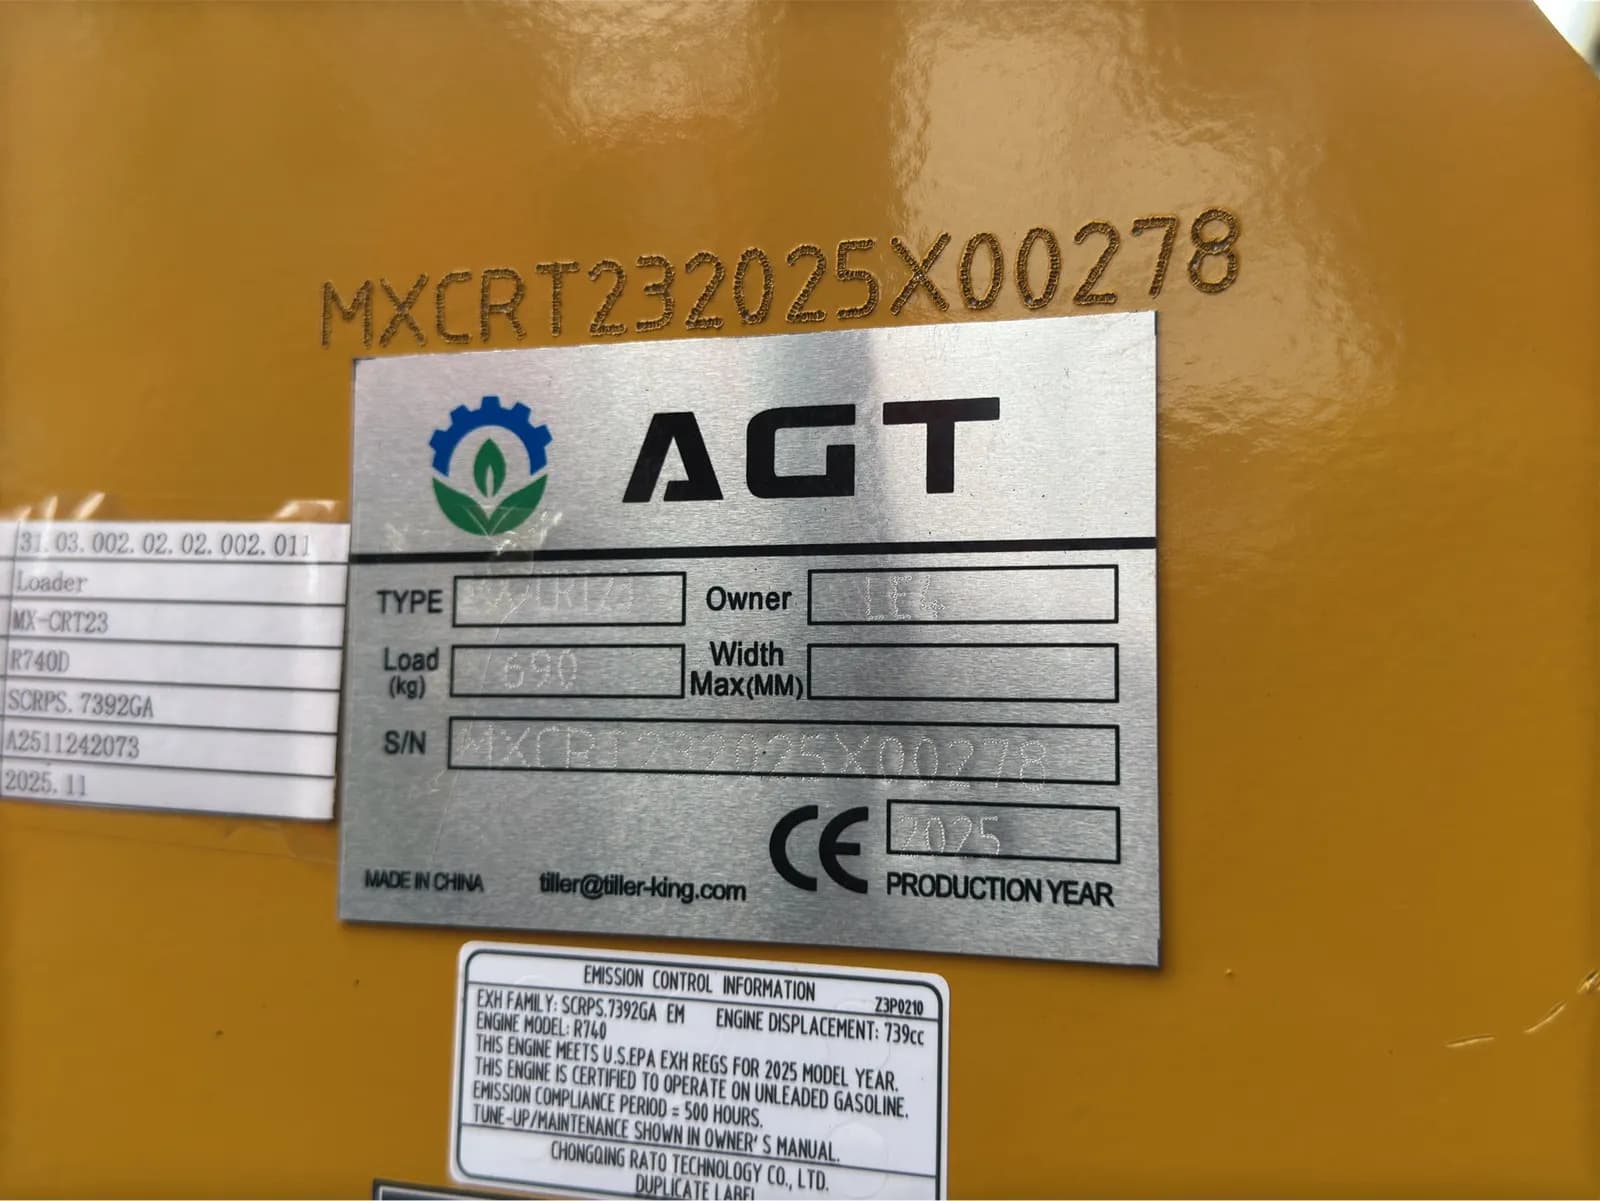 MXCRT232025X00278
AGT
31.03.002.02.02.002.011
Loader
MX-CRT23
R740D
SCRPS.7392GA
A2511242073
2025.11
TYPE
Owner
Load (kg) 690
Width Max(MM)
S/N MXCRT232025X00278
CE 2025
MADE IN CHINA tiller@tiller-king.com PRODUCTION YEAR
EMISSION CONTROL INFORMATION Z3P0210
EXH FAMILY: SCRPS.7392GA EM ENGINE DISPLACEMENT: 739cc
ENGINE MODEL: R740
THIS ENGINE MEETS U.S.EPA EXH REGS FOR 2025 MODEL YEAR.
THIS ENGINE IS CERTIFIED TO OPERATE ON UNLEADED GASOLINE.
EMISSION COMPLIANCE PERIOD = 500 HOURS.
TUNE-UP/MAINTENANCE SHOWN IN OWNER'S MANUAL.
CHONGQING RATO TECHNOLOGY CO., LTD.
DUPLICATE LABEL